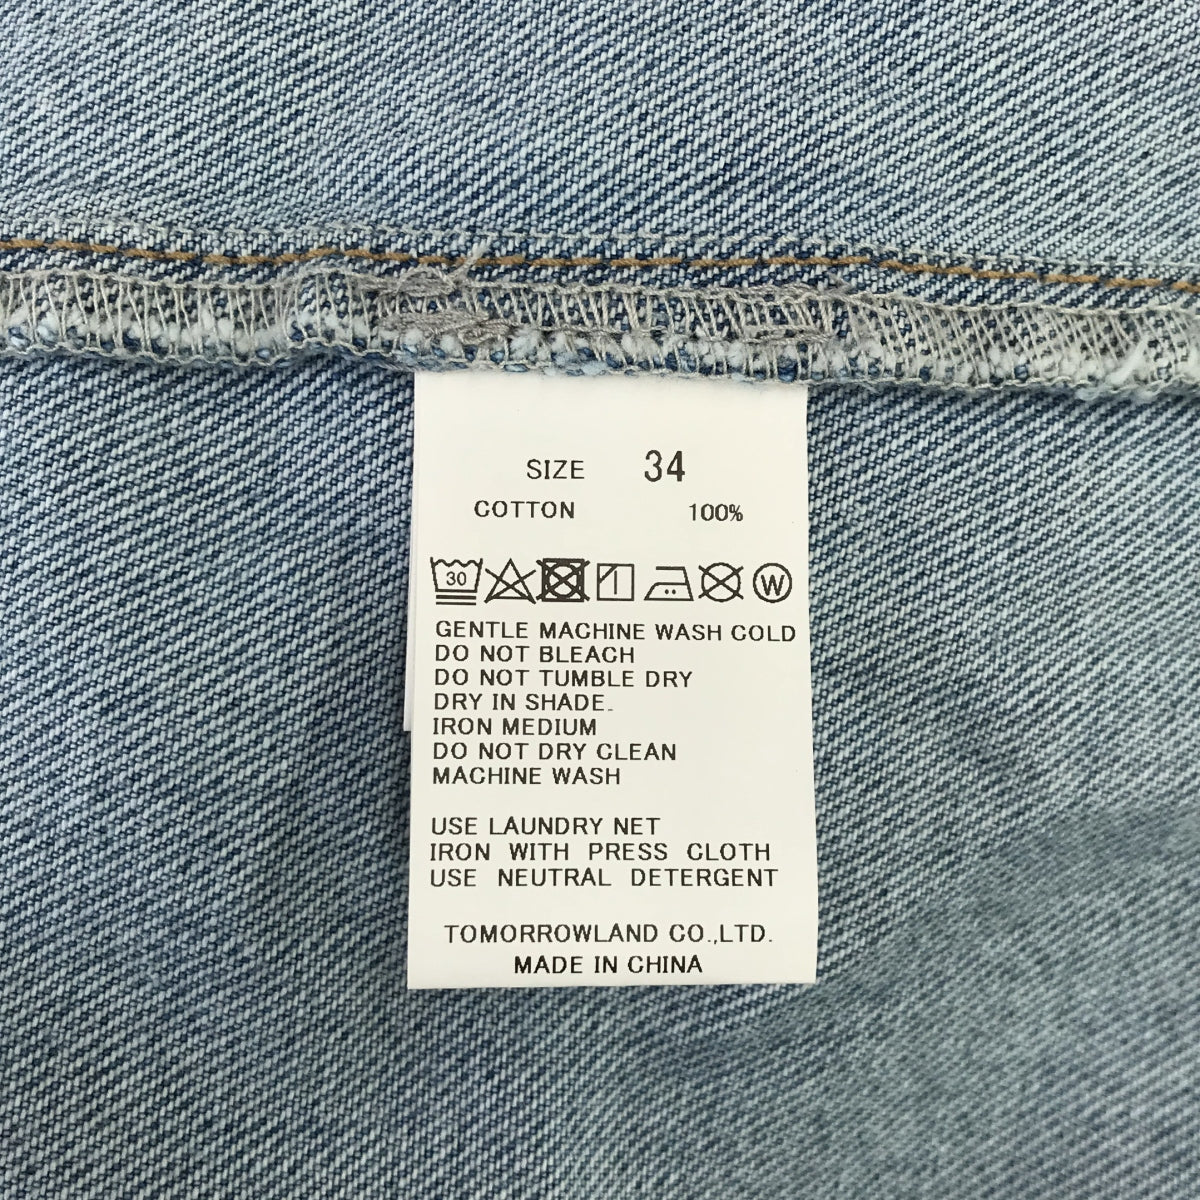 SIZE 34
COTTON 100%
30 W
GENTLE MACHINE WASH COLD
DO NOT BLEACH
DO NOT TUMBLE DRY
DRY IN SHADE.
IRON MEDIUM
DO NOT DRY CLEAN
MACHINE WASH
USE LAUNDRY NET
IRON WITH PRESS CLOTH
USE NEUTRAL DETERGENT
TOMORROWLAND CO.,LTD.
MADE IN CHINA